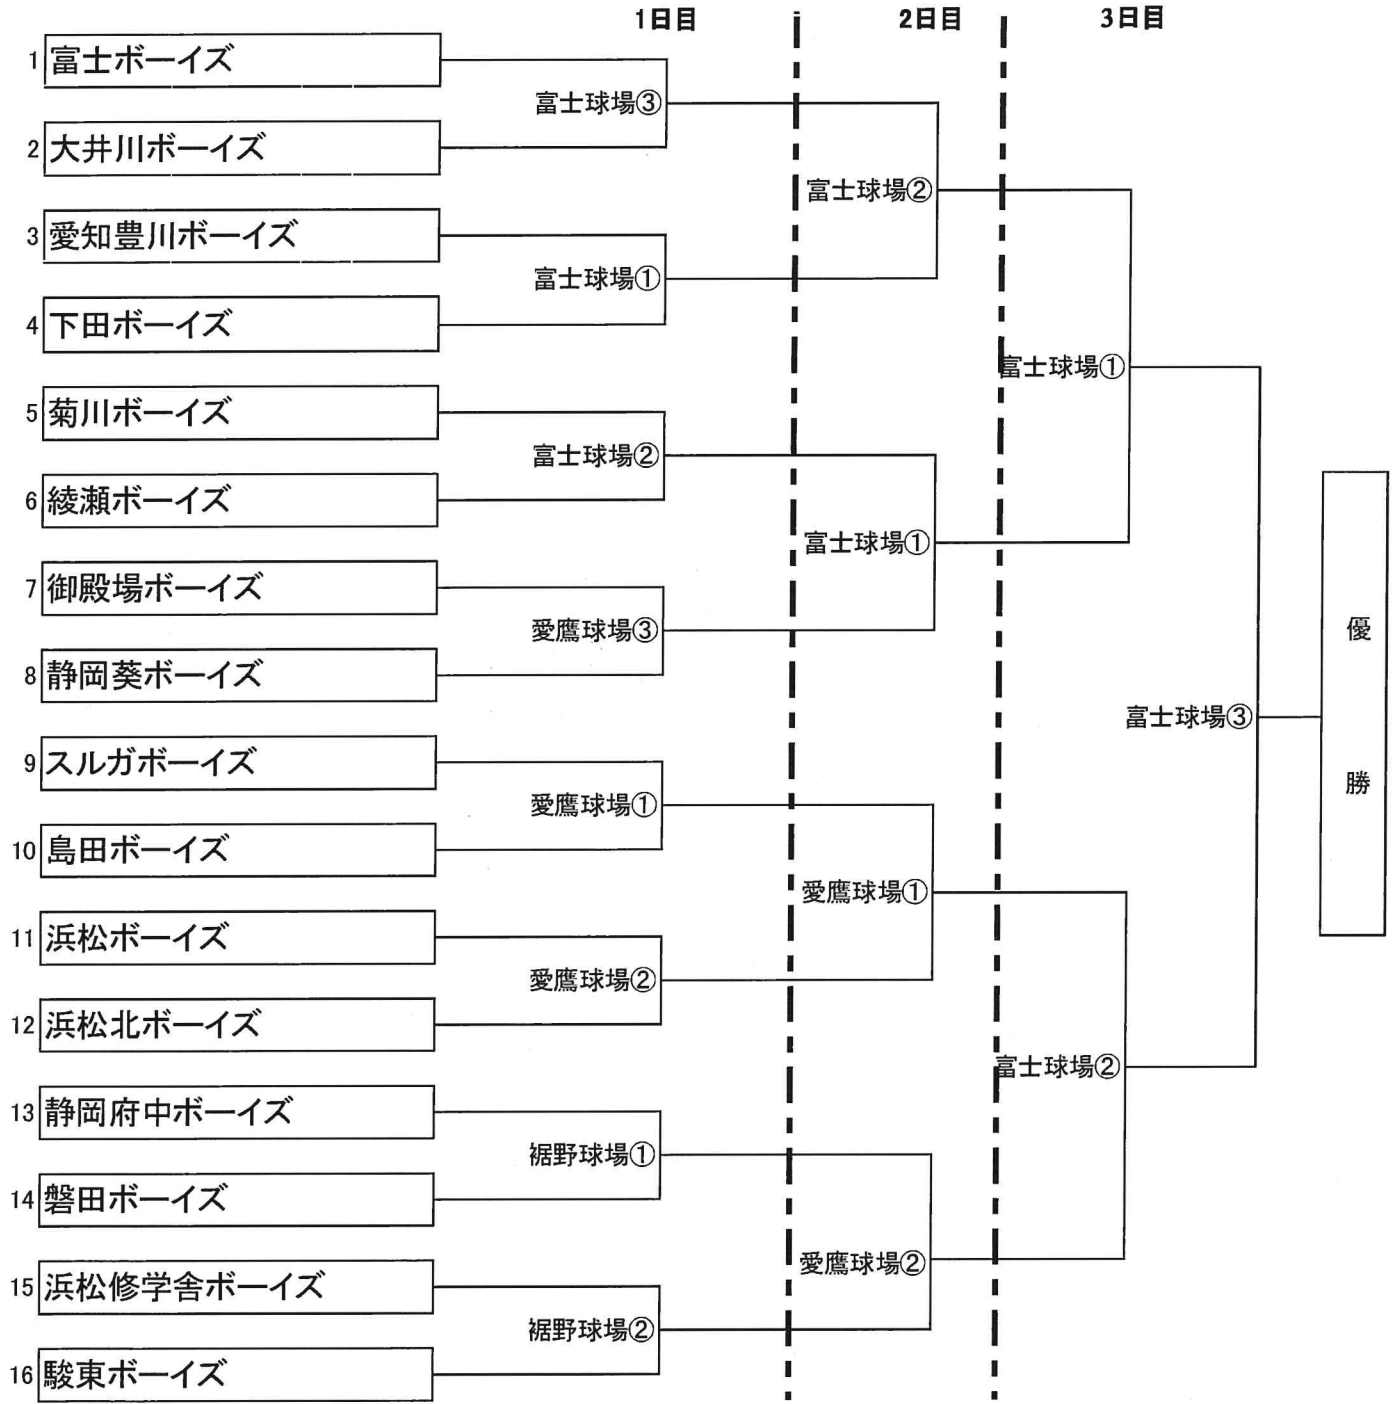 1日目 2日目 3日目
1 富士ボーイズ
富士球場③
2 大井川ボーイズ
富士球場②
3 愛知豊川ボーイズ
富士球場①
4 下田ボーイズ
富士球場①
5 菊川ボーイズ
富士球場②
6 綾瀬ボーイズ
富士球場①
7 御殿場ボーイズ
愛鷹球場③
8 静岡葵ボーイズ
富士球場③
優勝
9 スルガボーイズ
愛鷹球場①
10 島田ボーイズ
愛鷹球場①
11 浜松ボーイズ
愛鷹球場②
12 浜松北ボーイズ
富士球場②
13 静岡府中ボーイズ
裾野球場①
14 磐田ボーイズ
愛鷹球場②
15 浜松修学舎ボーイズ
裾野球場②
16 駿東ボーイズ